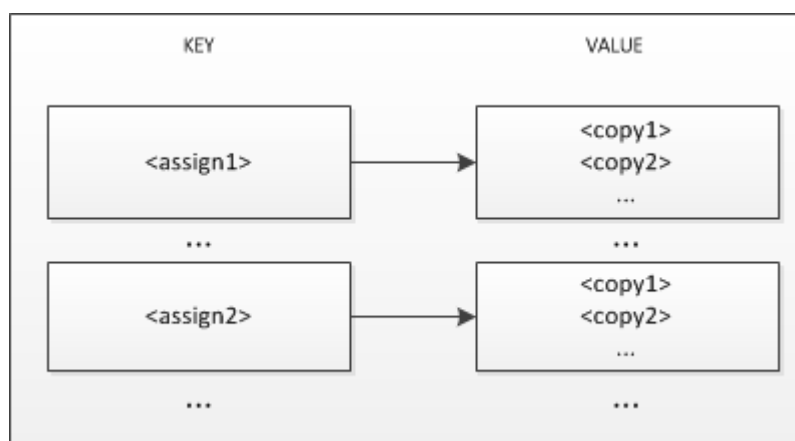 KEY VALUE
<assign1>
<copy1>
<copy2>
...
... ...
<assign2>
<copy1>
<copy2>
...
... ...